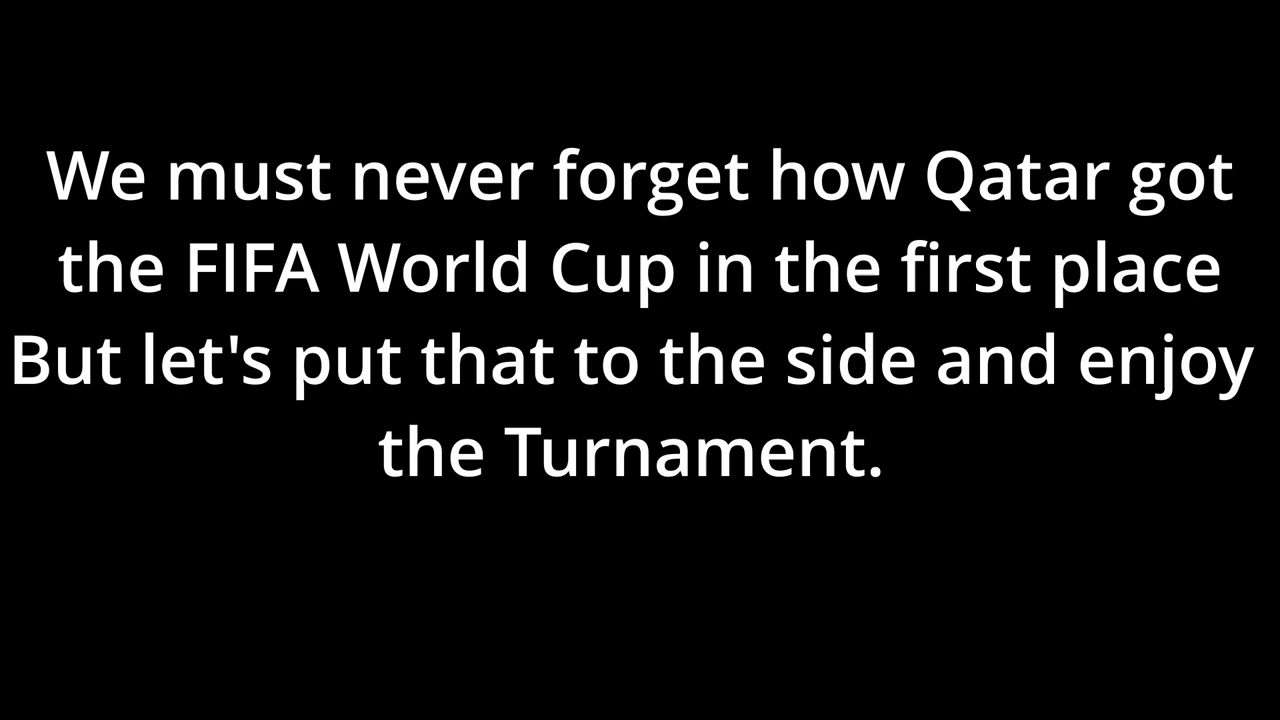 We must never forget how Qatar got
the FIFA World Cup in the first place
But let's put that to the side and enjoy
the Turnament.